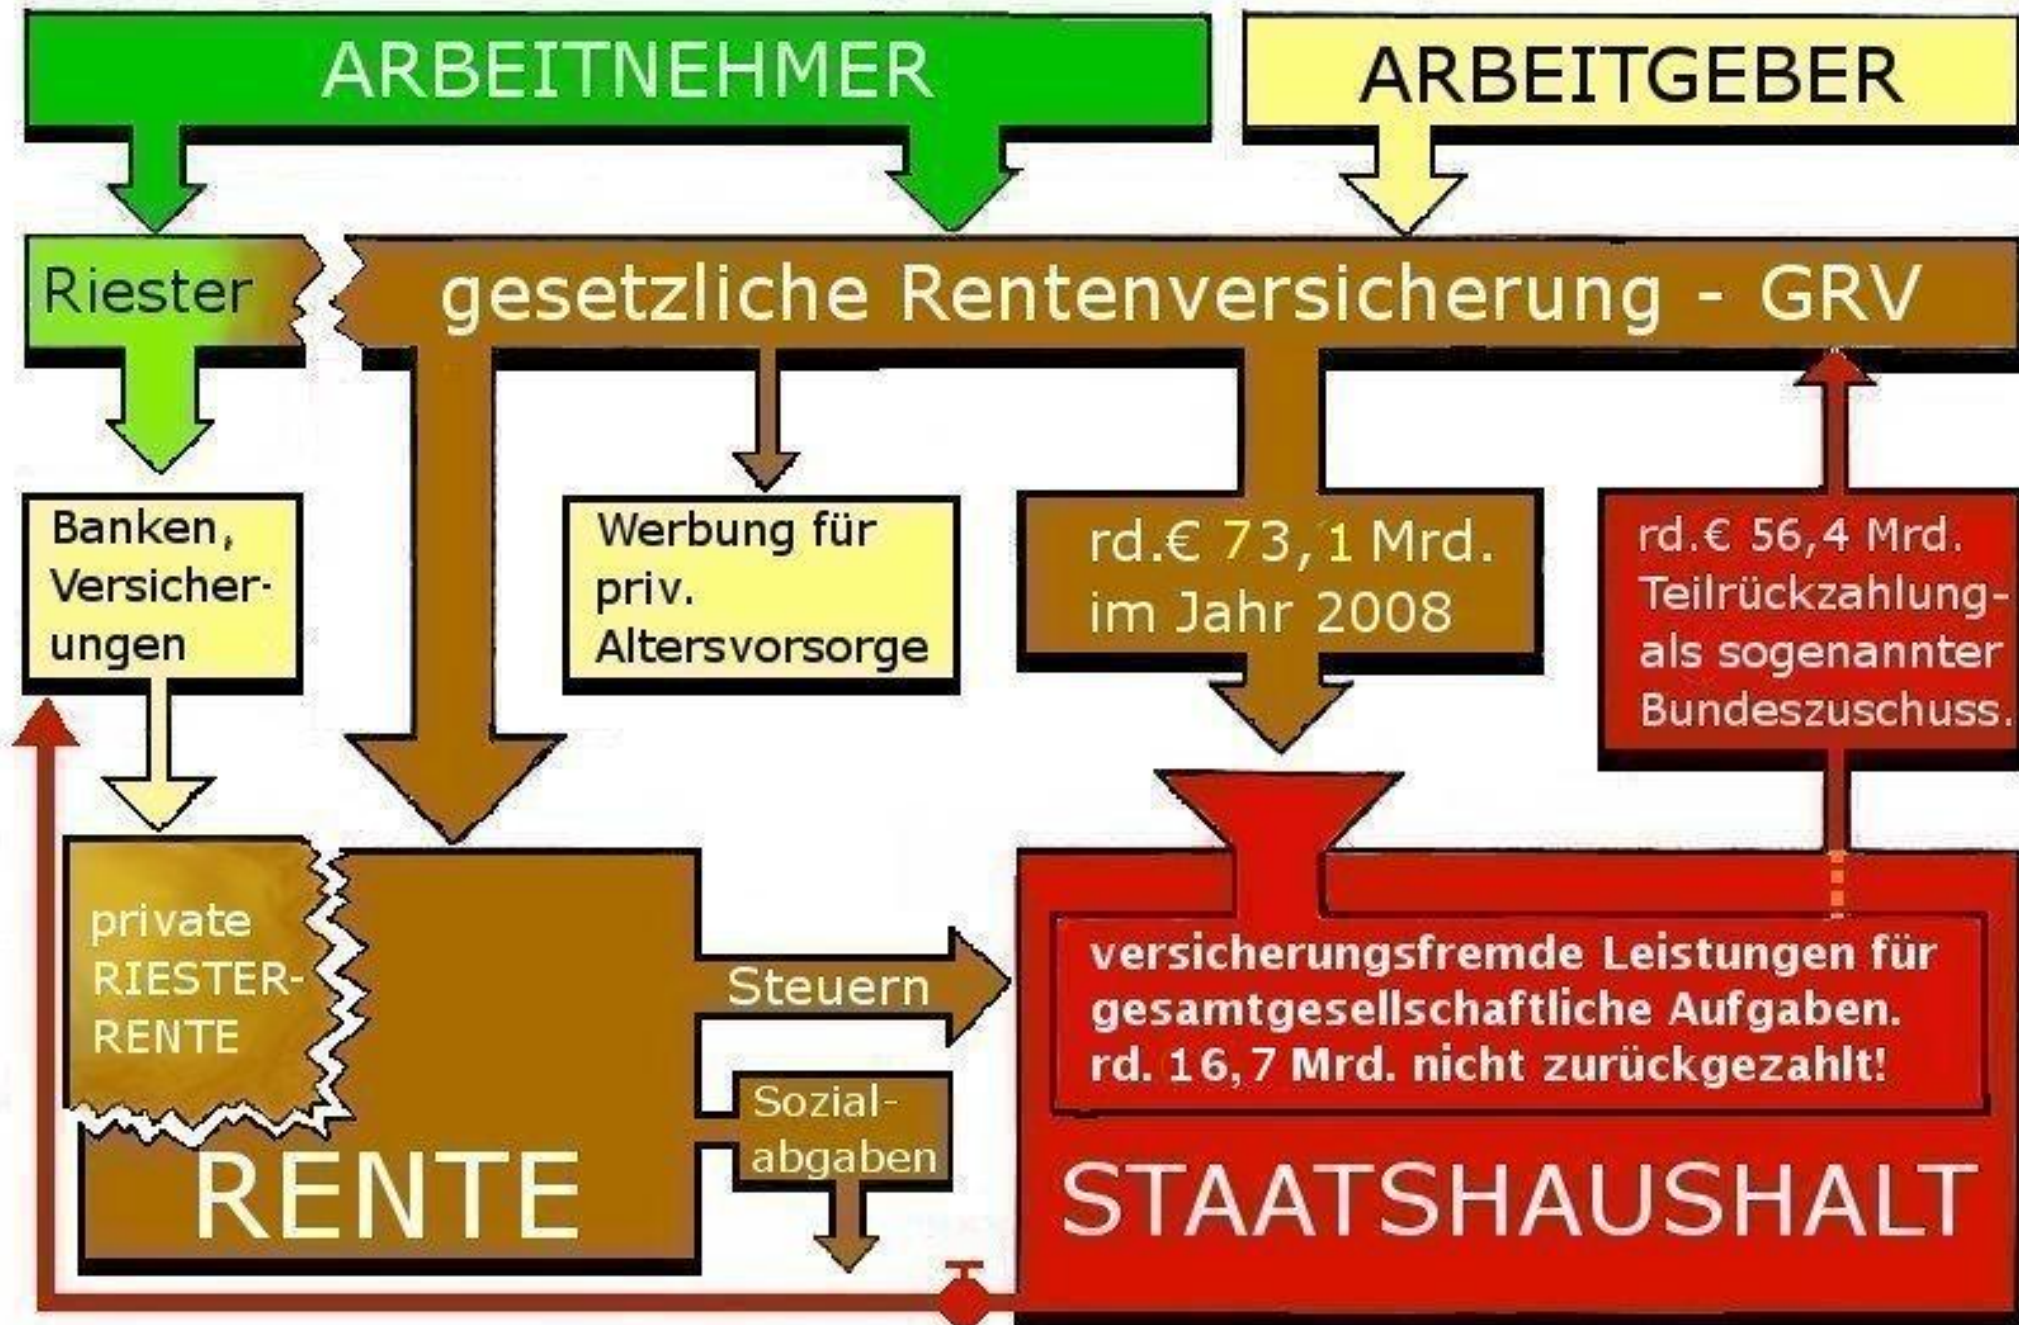 ARBEITNEHMER
ARBEITGEBER
Riester
gesetzliche Rentenversicherung - GRV
Banken,
Versicher-
ungen
Werbung für
priv.
Altersvorsorge
rd.€ 73,1 Mrd.
im Jahr 2008
rd.€ 56,4 Mrd.
Teilrückzahlung-
als sogenannter
Bundeszuschuss.
private
RIESTER-
RENTE
RENTE
Steuern
Sozial-
abgaben
versicherungsfremde Leistungen für
gesamtgesellschaftliche Aufgaben.
rd. 16,7 Mrd. nicht zurückgezahlt!
STAATSHAUSHALT